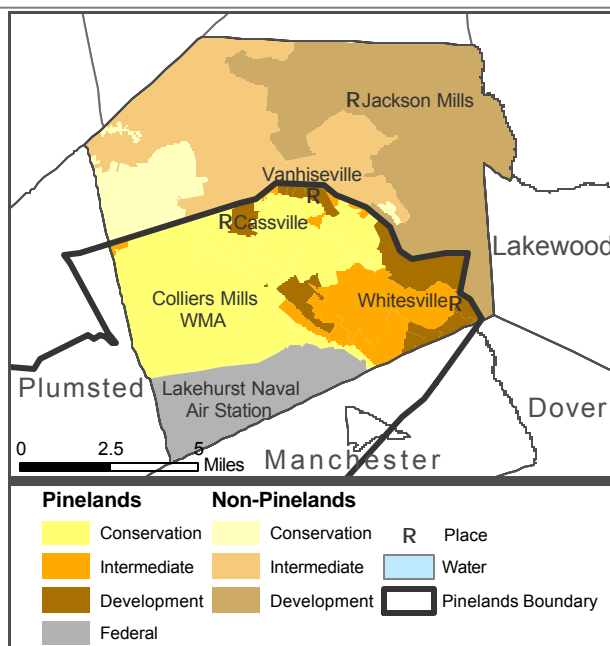 R Jackson Mills
Vanhiseville
R
R Cassville
Lakewood
Colliers Mills
WMA
Whitesville R
Plumsted
Lakehurst Naval
Air Station
Dover
0 2.5 5
Miles
Manchester
Pinelands Non-Pinelands
Conservation Conservation R Place
Intermediate Intermediate Water
Development Development Pinelands Boundary
Federal